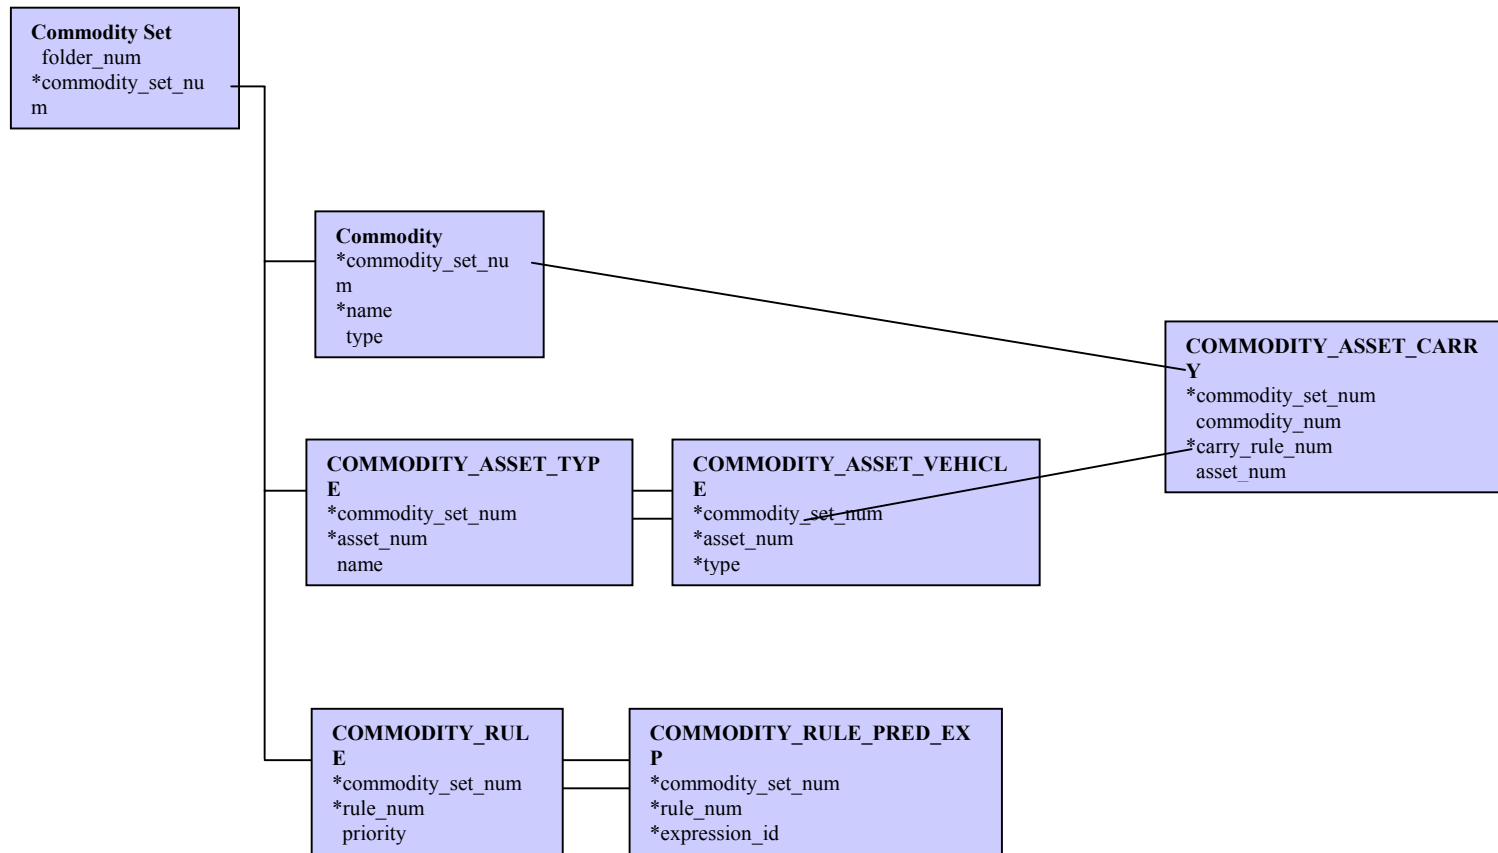 Commodity Set
folder_num
*commodity_set_nu
m
Commodity
*commodity_set_nu
m
*name
type
COMMODITY_ASSET_CARR
Y
*commodity_set_num
commodity_num
*carry_rule_num
asset_num
COMMODITY_ASSET_TYP
E
*commodity_set_num
*asset_num
name
COMMODITY_ASSET_VEHICL
E
*commodity_set_num
*asset_num
*type
COMMODITY_RUL
E
*commodity_set_num
*rule_num
priority
COMMODITY_RULE_PRED_EX
P
*commodity_set_num
*rule_num
*expression_id